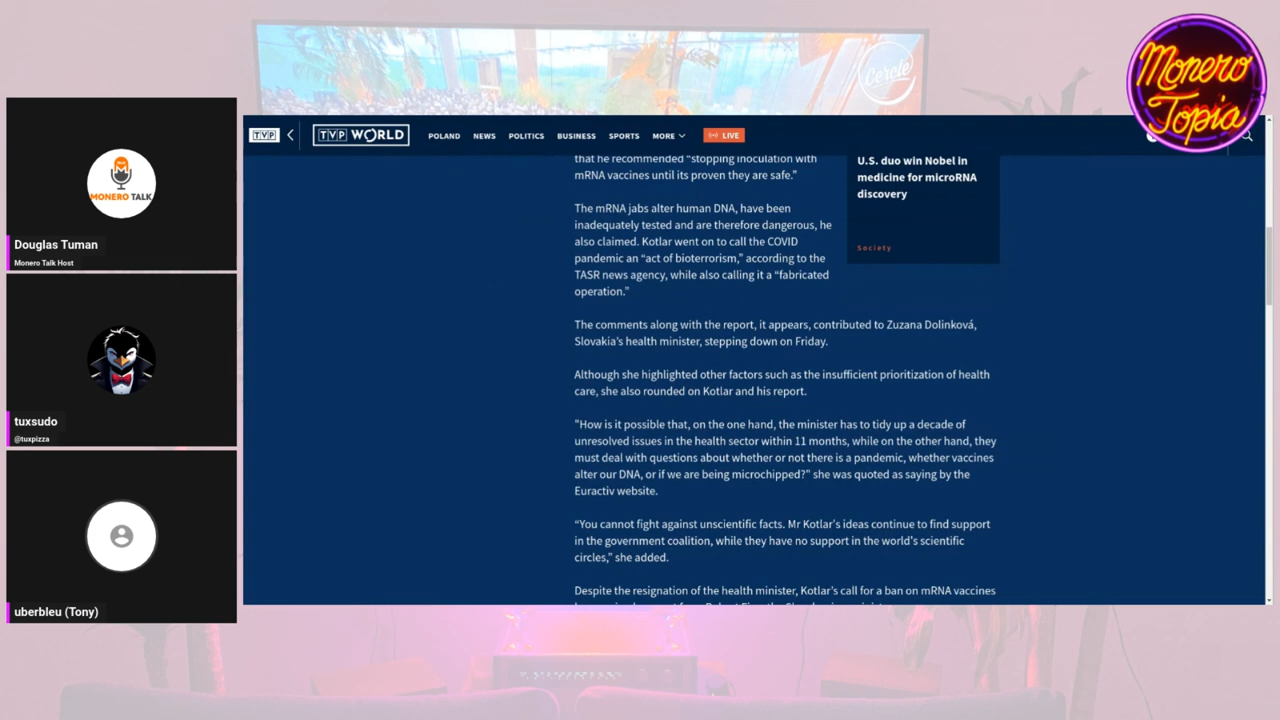 Cercle
Monero
Topia
TVP
TVP WORLD
POLAND
NEWS
POLITICS
BUSINESS
SPORTS
MORE
LIVE
MONERO TALK
Douglas Tuman
Monero Talk Host
tuxsudo
@tuxpizza
uberbleu (Tony)
that he recommended “stopping inoculation with
mRNA vaccines until its proven they are safe.”
The mRNA jabs alter human DNA, have been
inadequately tested and are therefore dangerous, he
also claimed. Kotlar went on to call the COVID
pandemic an “act of bioterrorism,” according to the
TASR news agency, while also calling it a “fabricated
operation.”
U.S. duo win Nobel in
medicine for microRNA
discovery
Society
The comments along with the report, it appears, contributed to Zuzana Dolinková,
Slovakia’s health minister, stepping down on Friday.
Although she highlighted other factors such as the insufficient prioritization of health
care, she also rounded on Kotlar and his report.
"How is it possible that, on the one hand, the minister has to tidy up a decade of
unresolved issues in the health sector within 11 months, while on the other hand, they
must deal with questions about whether or not there is a pandemic, whether vaccines
alter our DNA, or if we are being microchipped?" she was quoted as saying by the
Euractiv website.
“You cannot fight against unscientific facts. Mr Kotlar’s ideas continue to find support
in the government coalition, while they have no support in the world’s scientific
circles,” she added.
Despite the resignation of the health minister, Kotlar’s call for a ban on mRNA vaccines